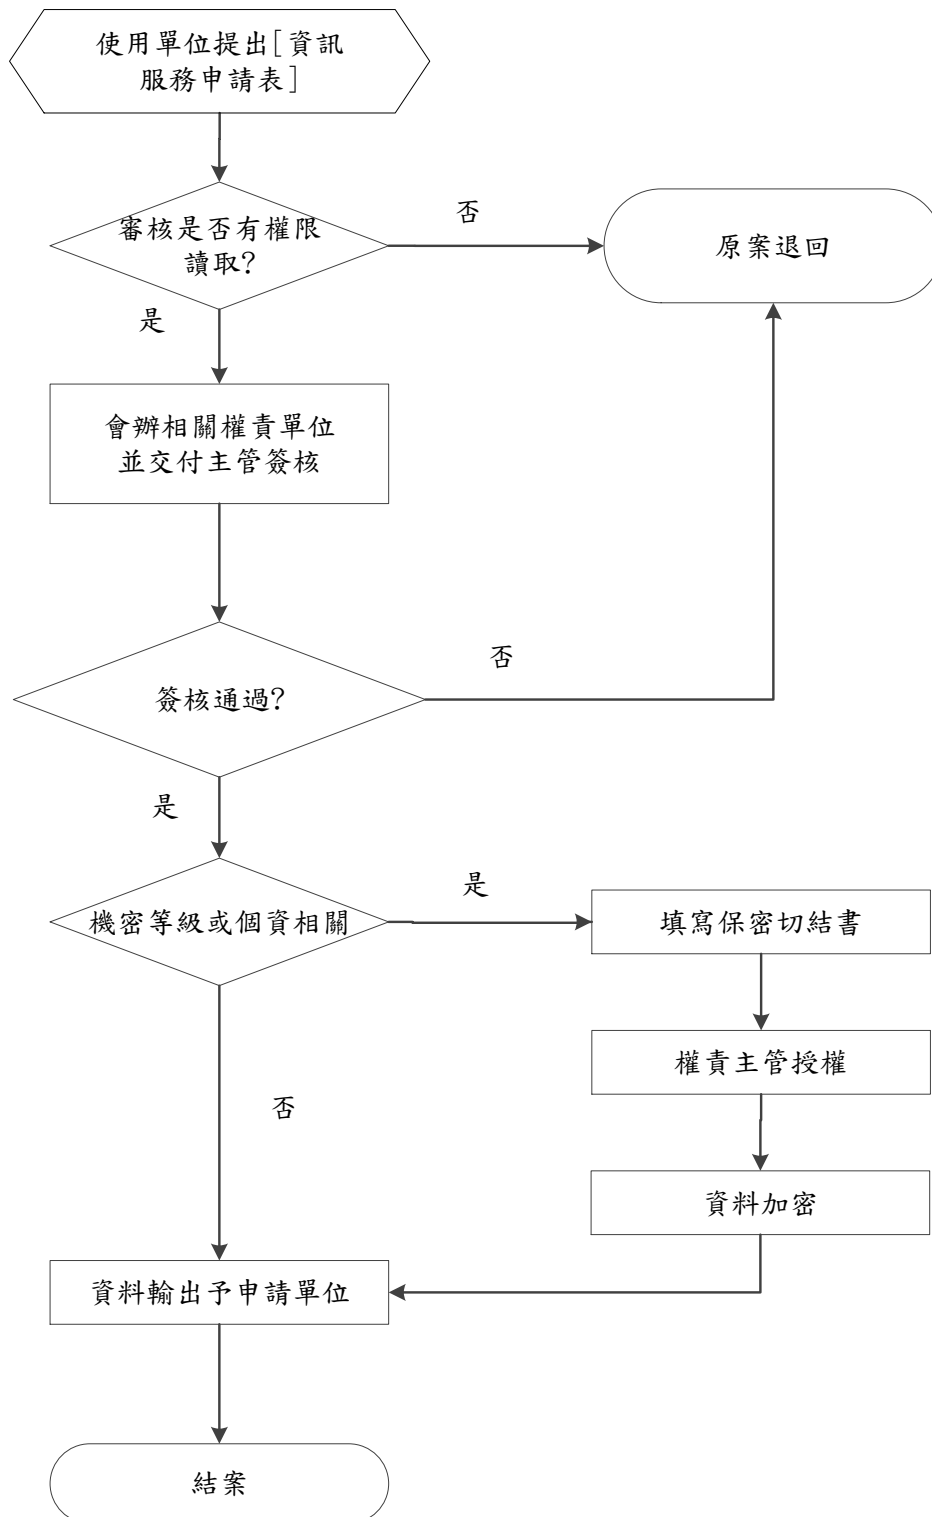 使用單位提出[資訊
服務申請表]
審核是否有權限
讀取?
否
原案退回
是
會辦相關權責單位
並交付主管簽核
簽核通過?
否
是
機密等級或個資相關
是
填寫保密切結書
權責主管授權
否
資料加密
資料輸出予申請單位
結案